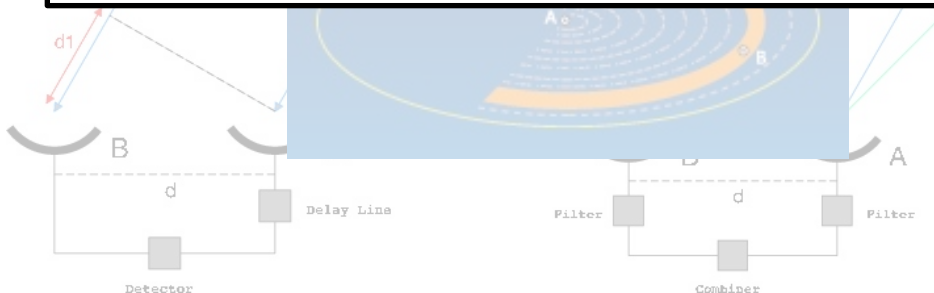 A
d1
B
B
A
d
d
Delay Line
Filter
Filter
Detector
Combiner